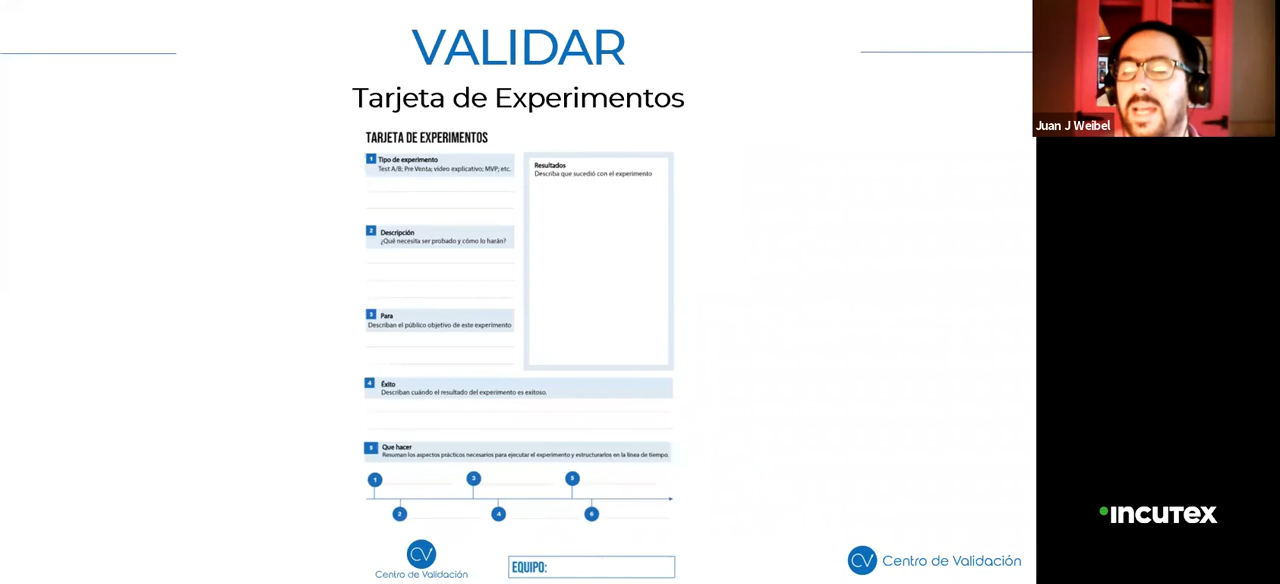 VALIDAR
Tarjeta de Experimentos
TARJETA DE EXPERIMENTOS
1 Tipo de experimento
Test A/B; Pre Venta; video explicativo; MVP; etc.
2 Descripción
¿Qué necesita ser probado y cómo lo harán?
3 Para
Describan el público objetivo de este experimento
Resultados
Describa que sucedió con el experimento
4 Éxito
Describan cuándo el resultado del experimento es exitoso.
5 Que hacer
Resuman los aspectos prácticos necesarios para ejecutar el experimento y estructurarlos en la línea de tiempo.
1 3 5
2 4 6
CV
Centro de Validación
EQUIPO:
CV Centro de Validación
Juan J Weibel
INCUTEX